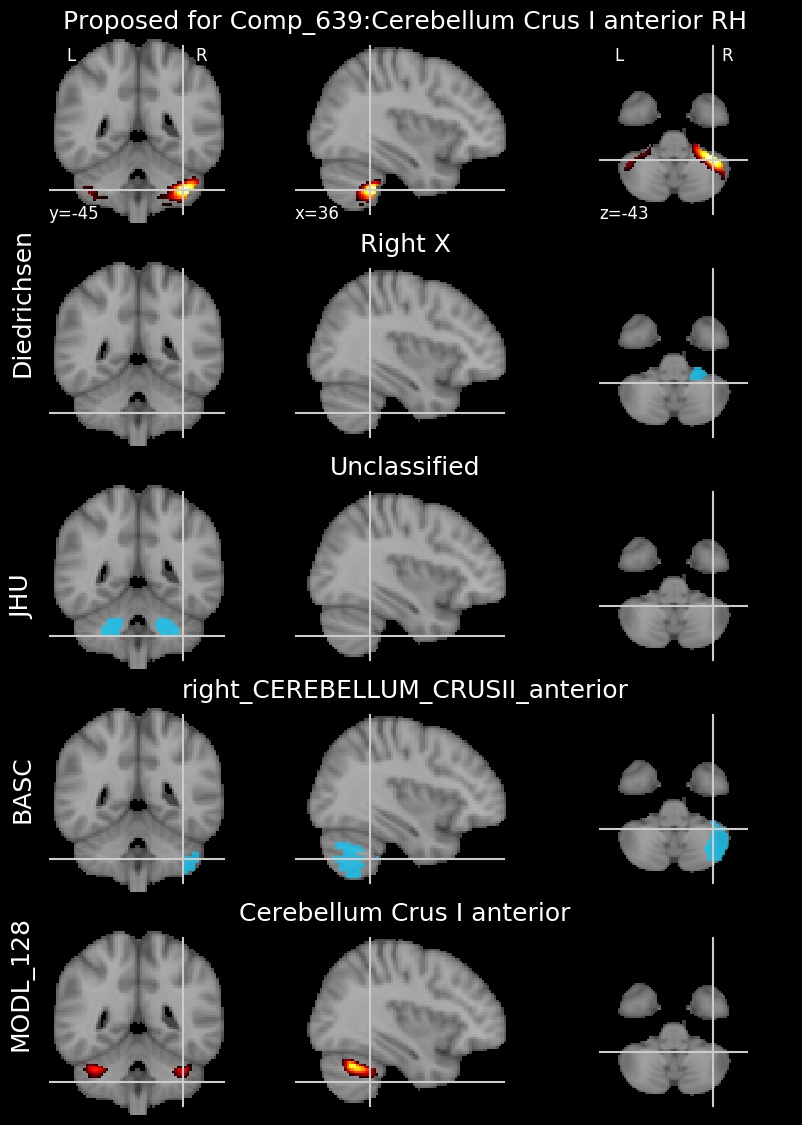 Proposed for Comp_639:Cerebellum Crus I anterior RH
L R
L R
y=-45
x=36
z=-43
Diedrichsen
Right X
JHU
Unclassified
BASC
right_CEREBELLUM_CRUSII_anterior
MODL_128
Cerebellum Crus I anterior